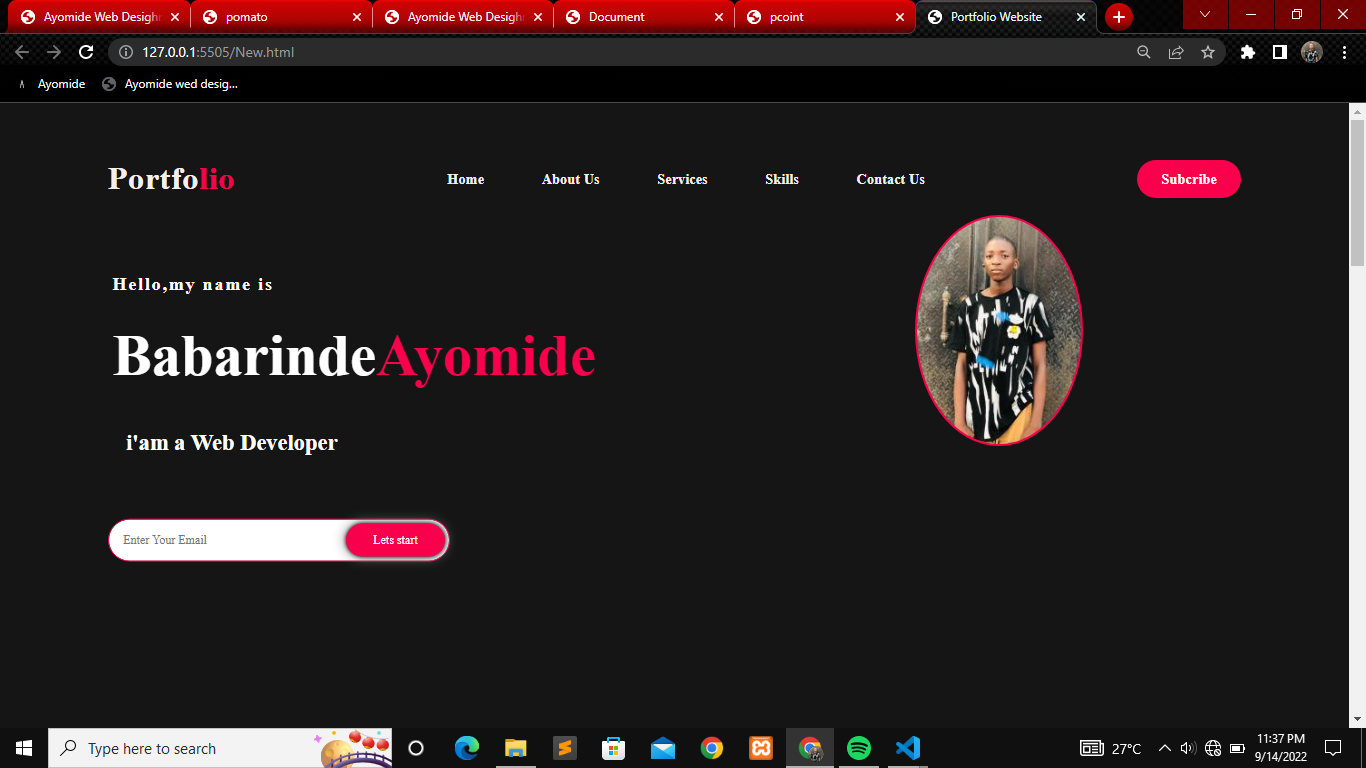 Ayomide Web Desighn
pomato
Ayomide Web Desighn
Document
pcoint
Portfolio Website
127.0.0.1:5505/New.html
Ayomide
Ayomide wed desig...
Portfolio
Home
About Us
Services
Skills
Contact Us
Subcribe
Hello,my name is
BabarindeAyomide
i'am a Web Developer
Enter Your Email
Lets start
Type here to search
27°C
11:37 PM
9/14/2022